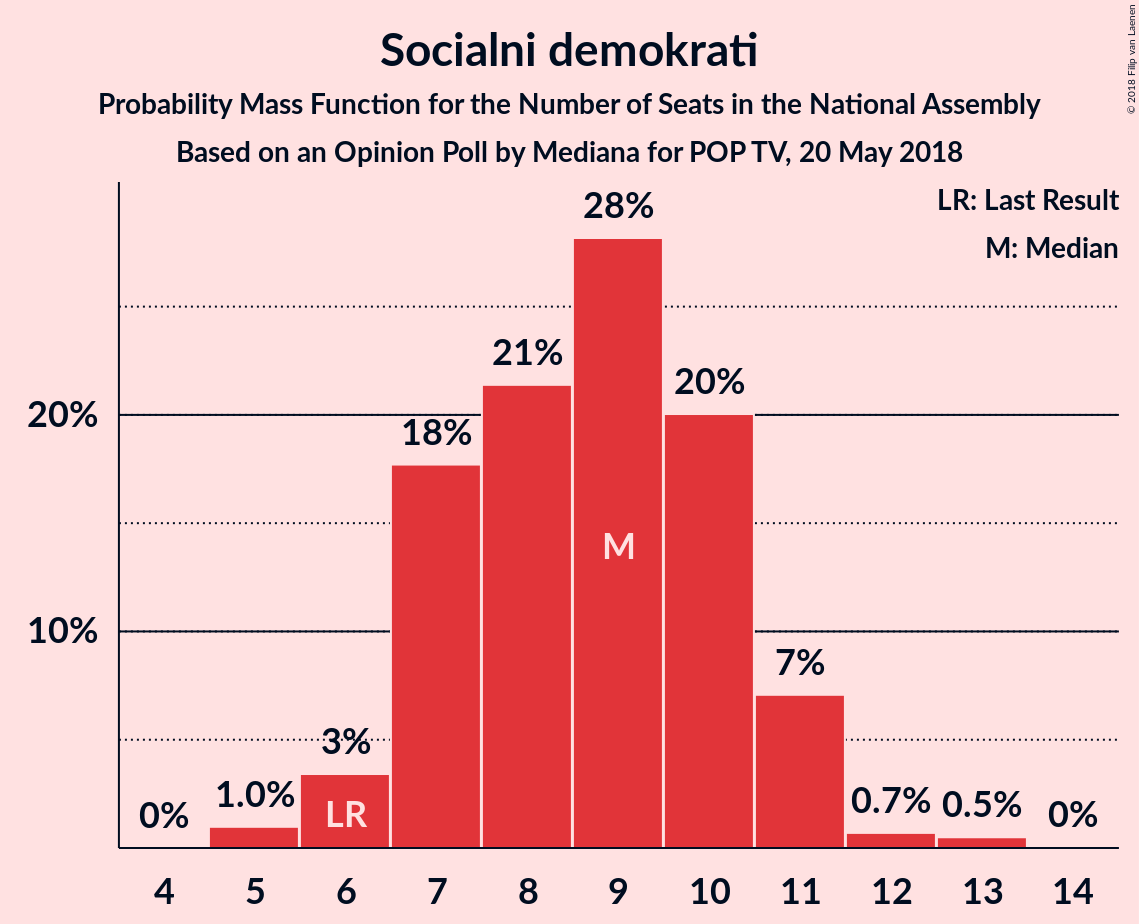 Socialni demokrati
Probability Mass Function for the Number of Seats in the National Assembly
Based on an Opinion Poll by Mediana for POP TV, 20 May 2018
© 2018 Filip van Laenen
LR: Last Result
M: Median
28%
21%
20%
20%
18%
M
10%
7%
3%
1.0%
0.7%
0.5%
0%
LR
0%
4 5 6 7 8 9 10 11 12 13 14